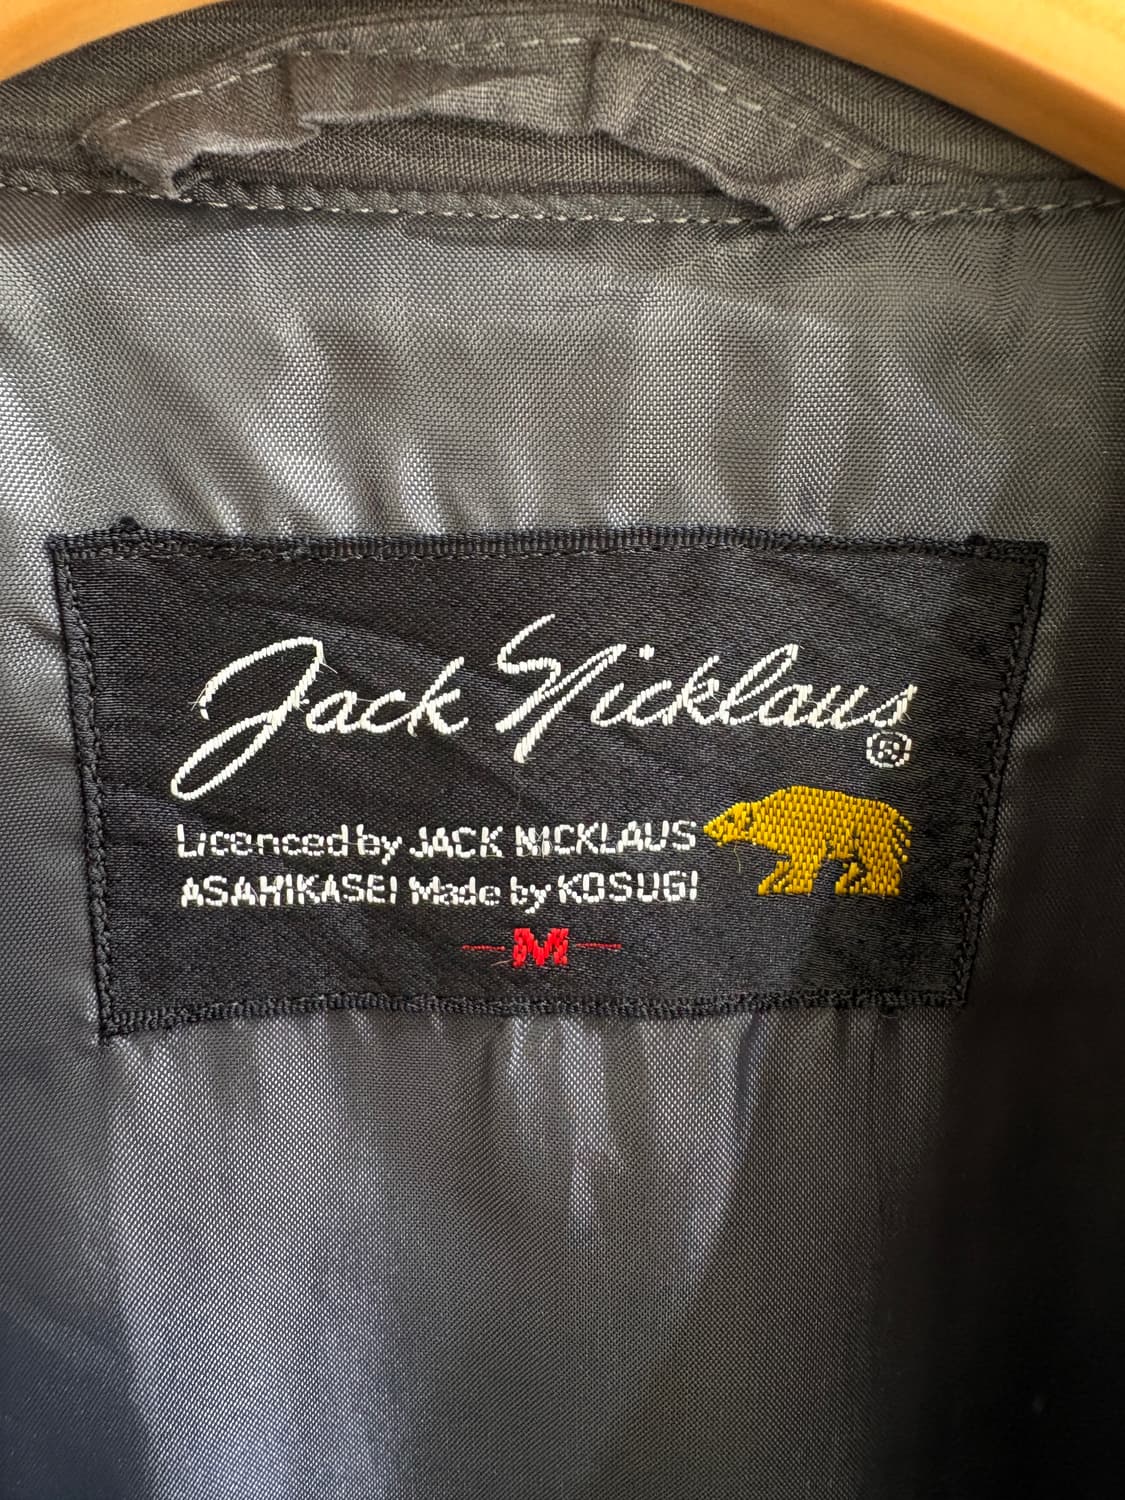 Jack Nicklaus
®
Licenced by JACK NICKLAUS
ASAHIKASEI Made by KOSUGI
M